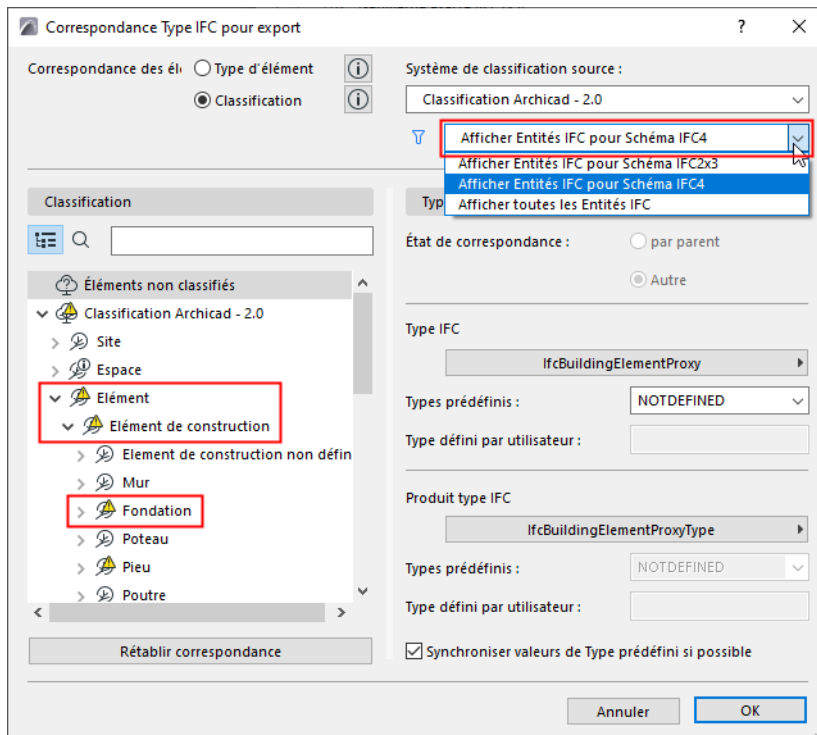 Correspondance Type IFC pour export
?
Correspondance des élé
Type d'élément
Classification
Système de classification source :
Classification Archicad - 2.0
Afficher Entités IFC pour Schéma IFC4
Afficher Entités IFC pour Schéma IFC2x3
Afficher Entités IFC pour Schéma IFC4
Afficher toutes les Entités IFC
Classification
Typ
Éléments non classifiés
Classification Archicad - 2.0
Site
Espace
Elément
Elément de construction
Element de construction non défin
Mur
Fondation
Poteau
Pieu
Poutre
Rétablir correspondance
État de correspondance :
par parent
Autre
Type IFC
IfcBuildingElementProxy
Types prédéfinis :
NOTDEFINED
Type défini par utilisateur :
Produit type IFC
IfcBuildingElementProxyType
Types prédéfinis :
NOTDEFINED
Type défini par utilisateur :
Synchroniser valeurs de Type prédéfini si possible
Annuler
OK